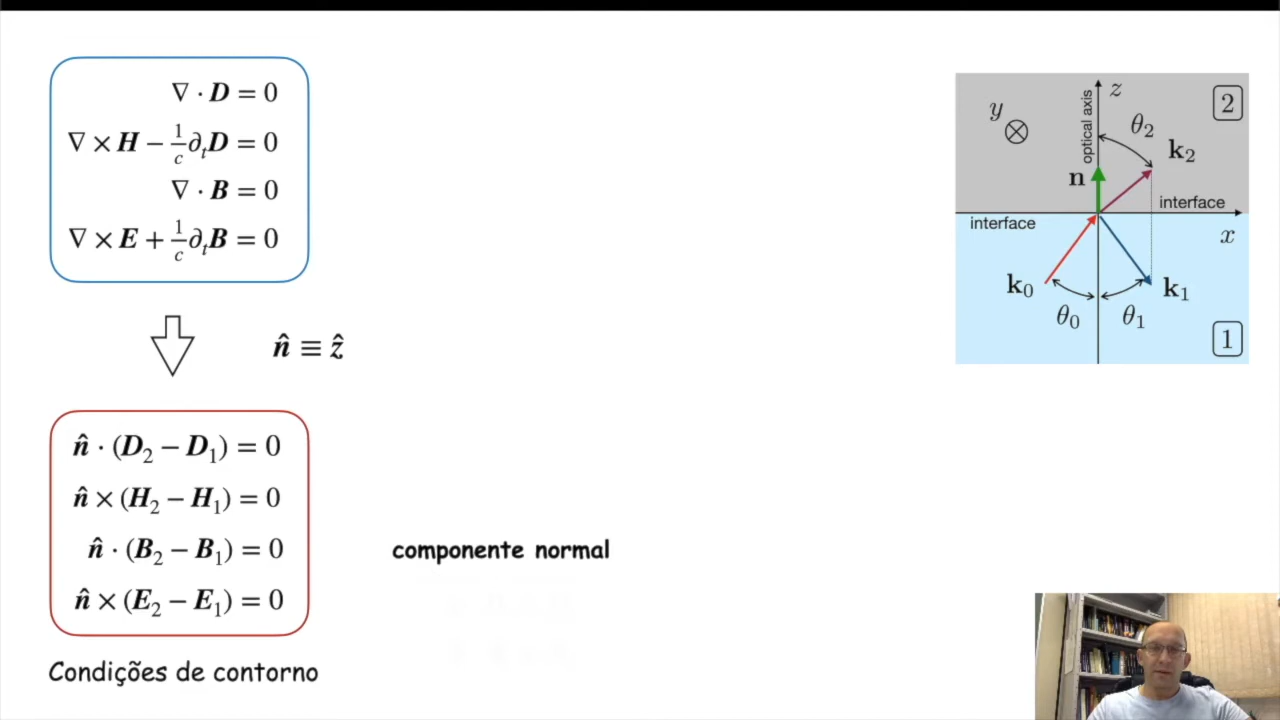 ∇ · D = 0
∇ × H − 1/c ∂ₜD = 0
∇ · B = 0
∇ × E + 1/c ∂ₜB = 0
n̂ ≡ ẑ
n̂ · (D₂ − D₁) = 0
n̂ × (H₂ − H₁) = 0
n̂ · (B₂ − B₁) = 0
n̂ × (E₂ − E₁) = 0
Condições de contorno
componente normal
y
z
2
optical axis
θ₂
k₂
n
interface
interface
x
k₀
k₁
θ₀
θ₁
1